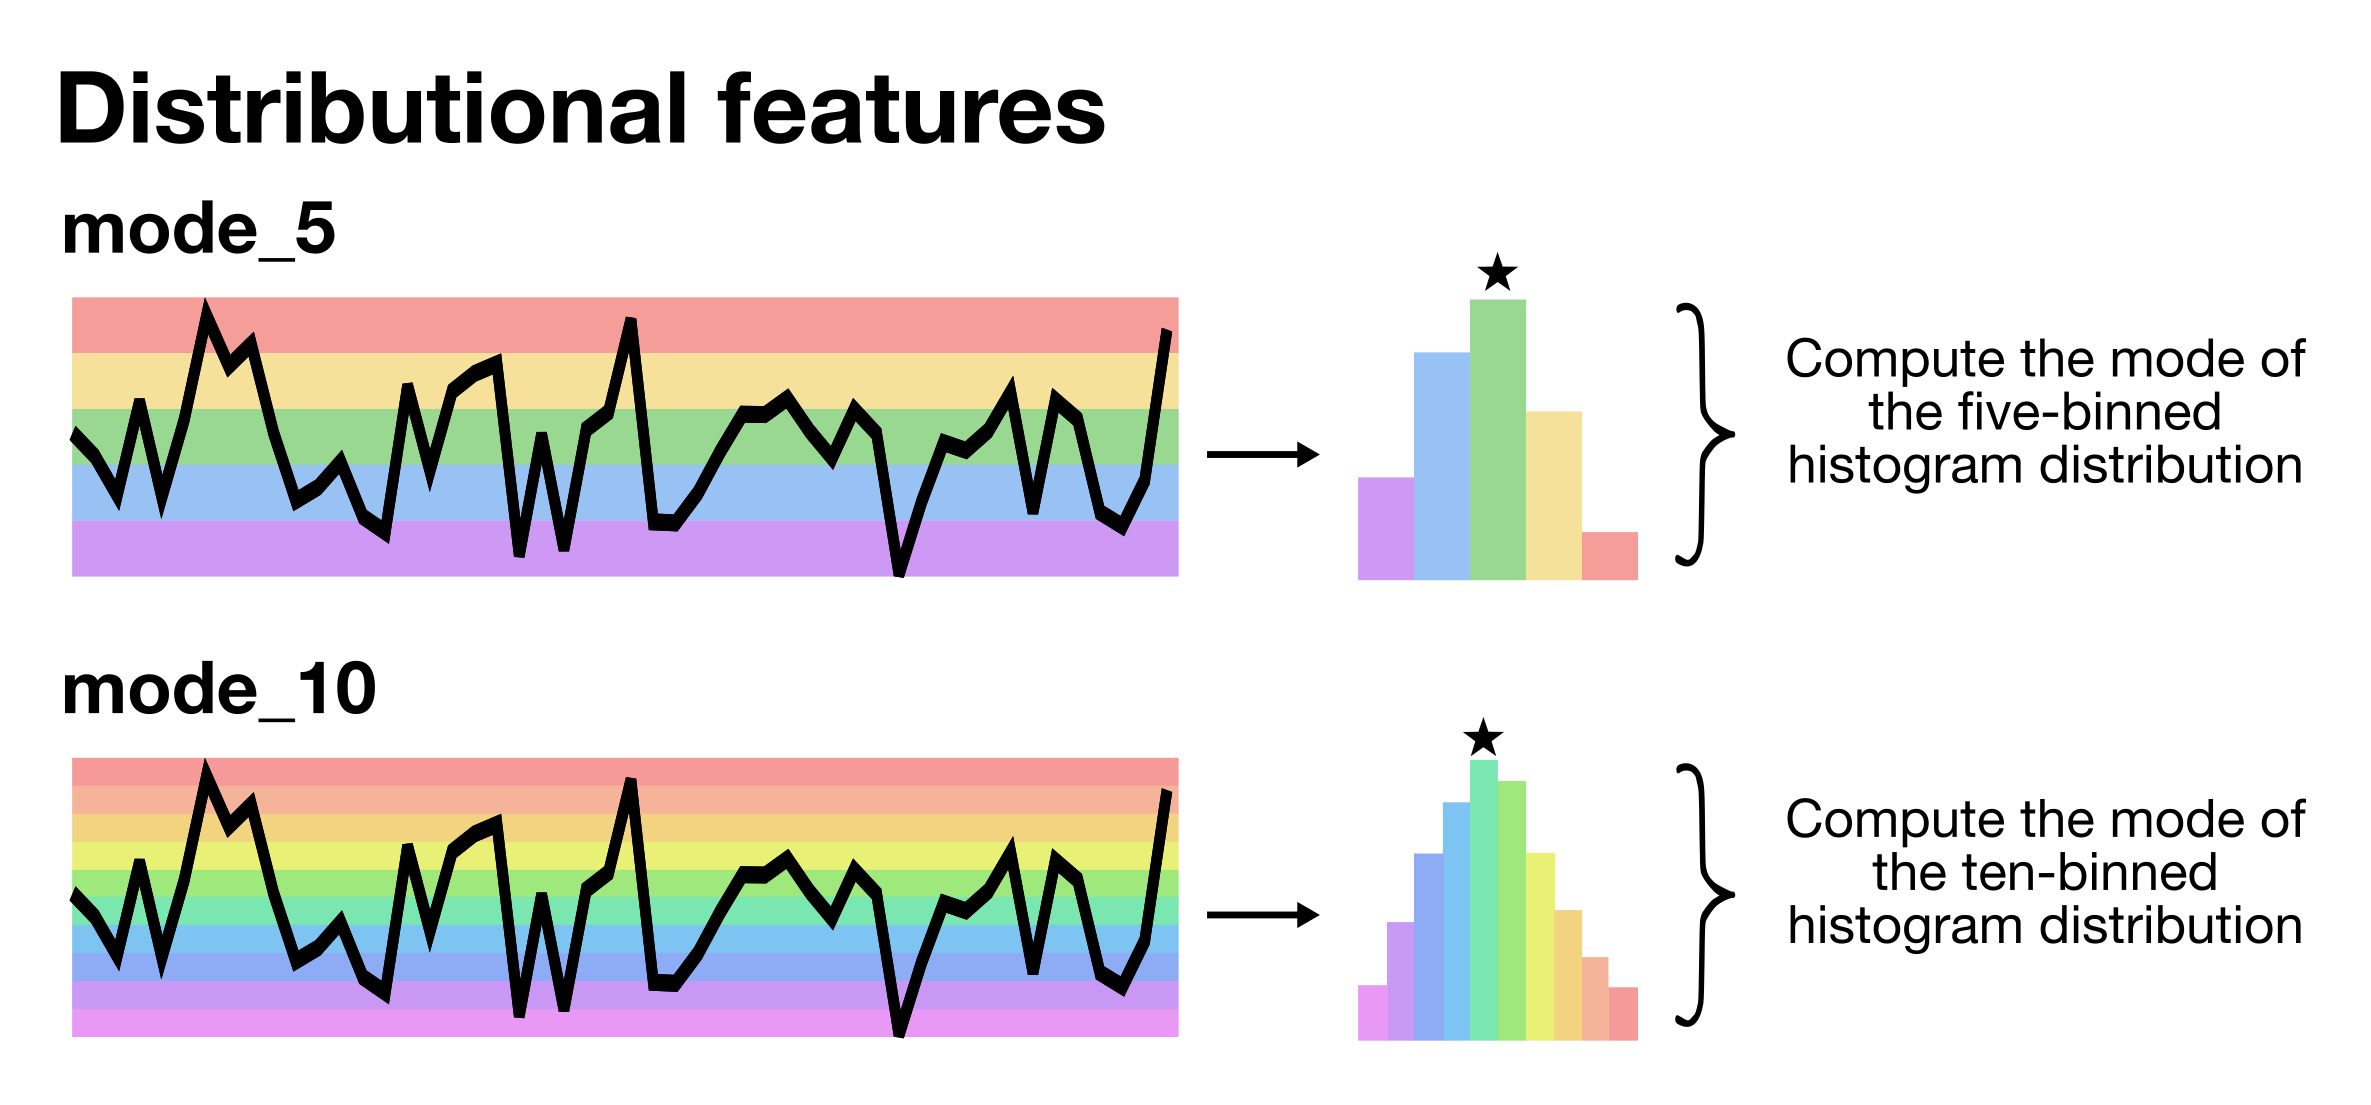 Distributional features
mode_5
Compute the mode of
the five-binned
histogram distribution
mode_10
Compute the mode of
the ten-binned
histogram distribution